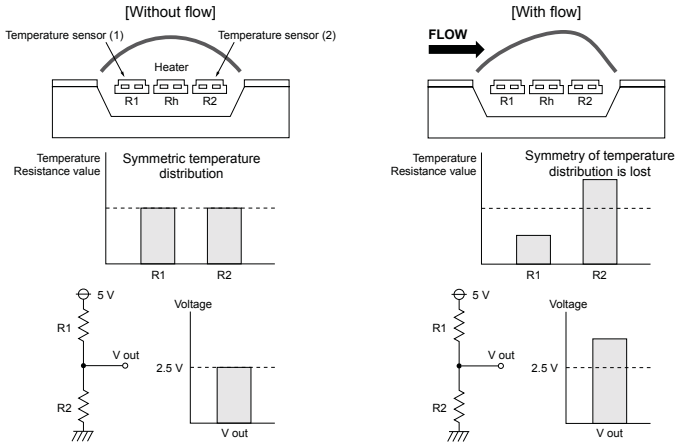 [Without flow]
Temperature sensor (1)
Temperature sensor (2)
Heater
R1
Rh
R2
Temperature
Resistance value
Symmetric temperature
distribution
R1
R2
5 V
R1
V out
R2
Voltage
2.5 V
V out
[With flow]
FLOW
R1
Rh
R2
Temperature
Resistance value
Symmetry of temperature
distribution is lost
R1
R2
5 V
R1
V out
R2
Voltage
2.5 V
V out